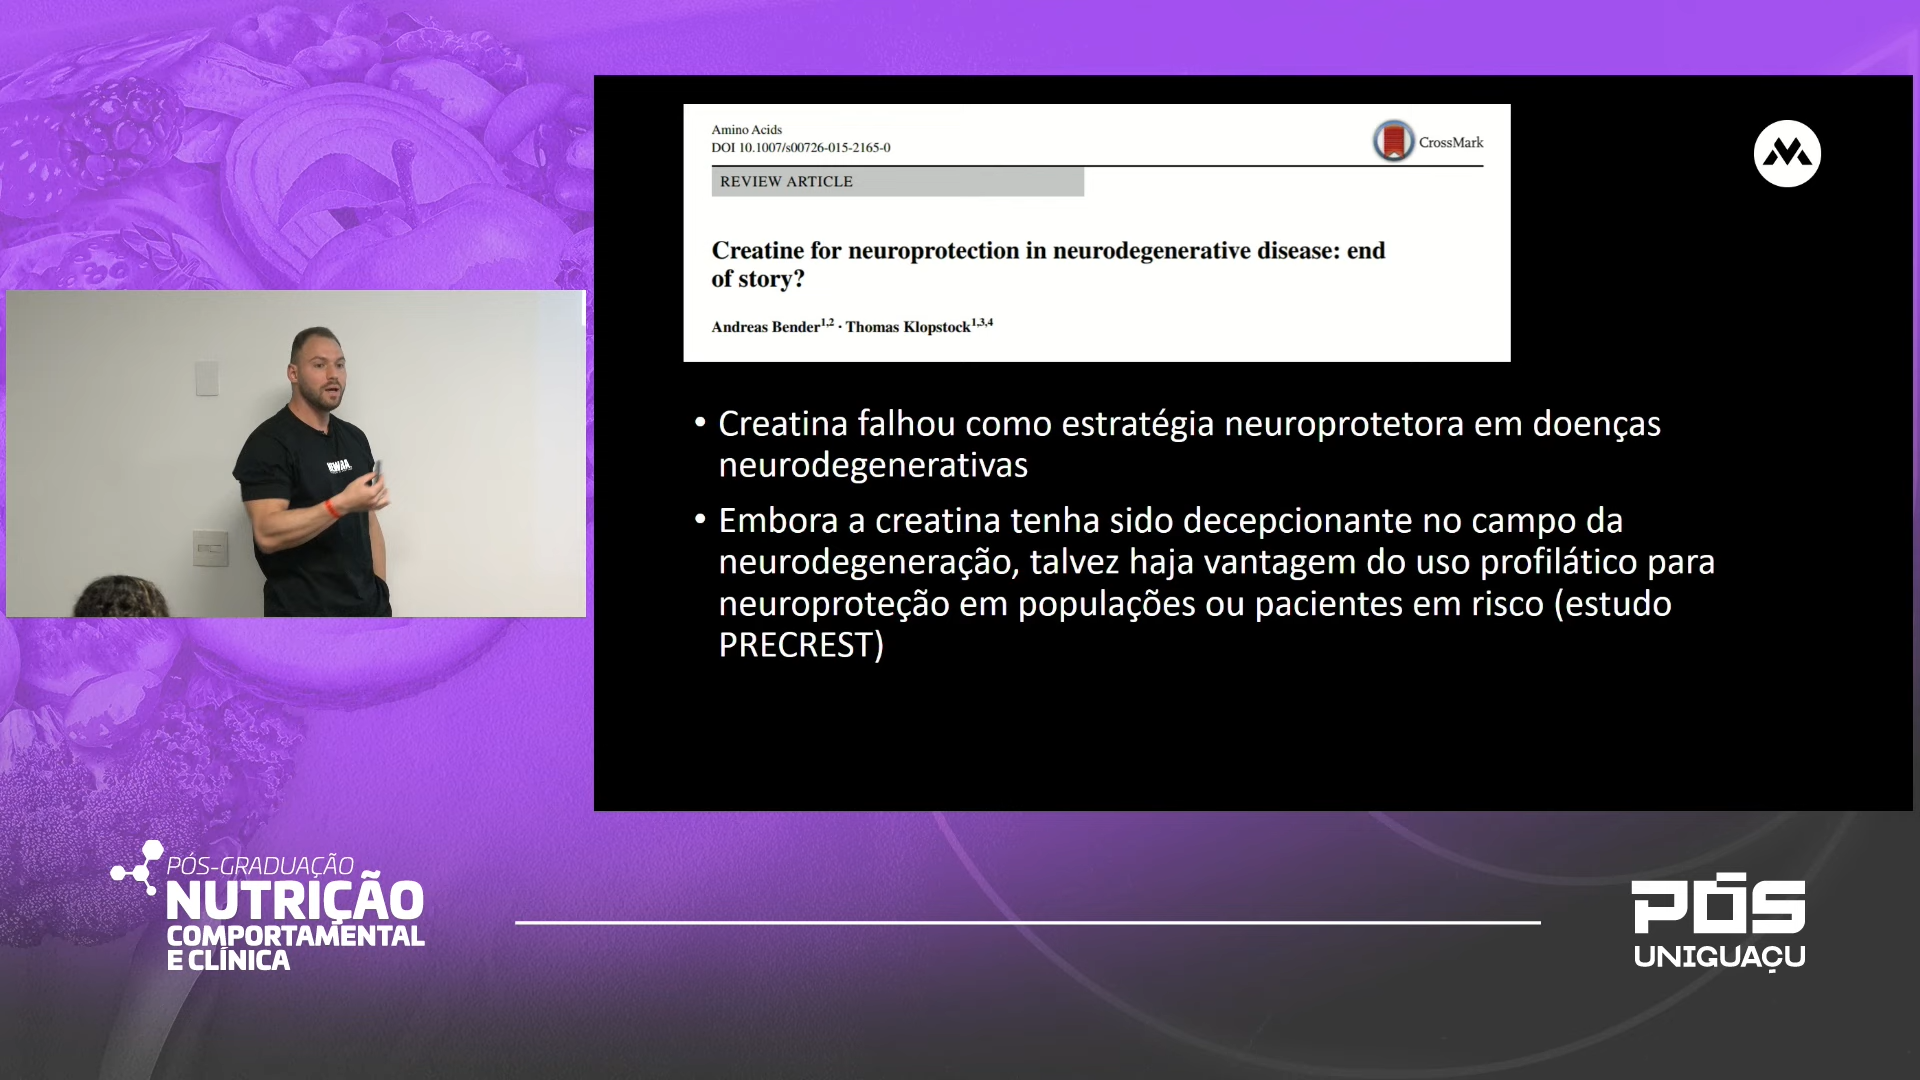 Amino Acids
DOI 10.1007/s00726-015-2165-0
CrossMark
REVIEW ARTICLE
Creatine for neuroprotection in neurodegenerative disease: end
of story?
Andreas Bender1,2 · Thomas Klopstock1,3,4
• Creatina falhou como estratégia neuroprotetora em doenças
neurodegenerativas
• Embora a creatina tenha sido decepcionante no campo da
neurodegeneração, talvez haja vantagem do uso profilático para
neuroproteção em populações ou pacientes em risco (estudo
PRECREST)
PÓS-GRADUAÇÃO
NUTRIÇÃO
COMPORTAMENTAL
E CLÍNICA
PÓS
UNIGUAÇU